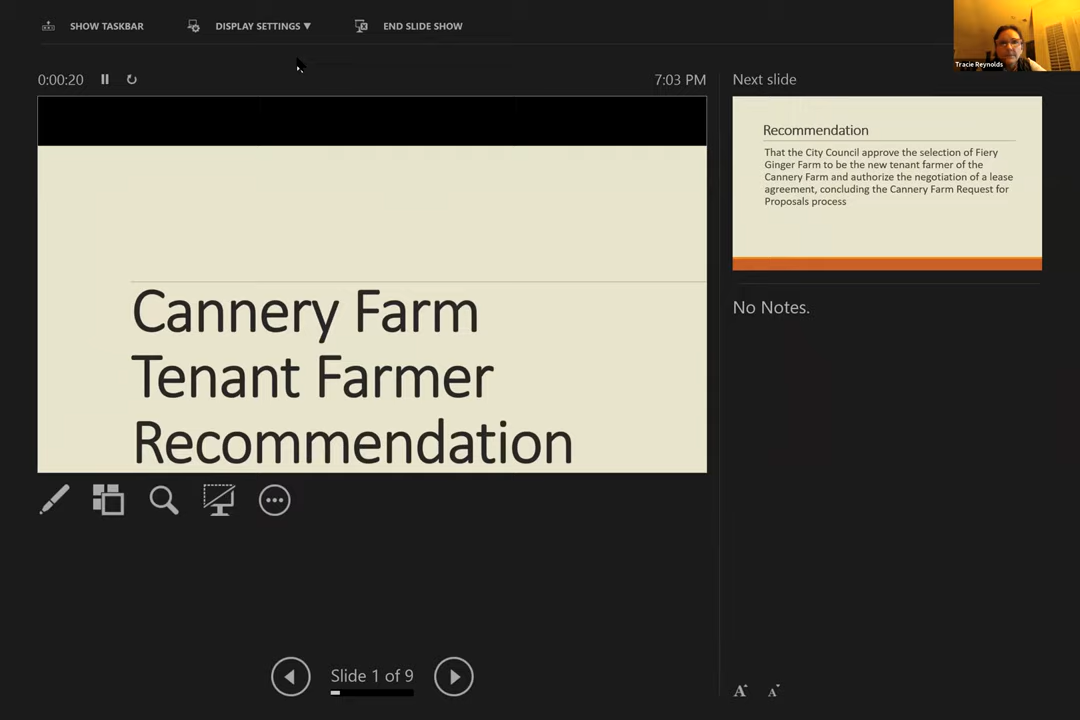 SHOW TASKBAR
DISPLAY SETTINGS ▼
END SLIDE SHOW
Tracie Reynolds
0:00:20
7:03 PM
Next slide
Cannery Farm
Tenant Farmer
Recommendation
Recommendation
That the City Council approve the selection of Fiery
Ginger Farm to be the new tenant farmer of the
Cannery Farm and authorize the negotiation of a lease
agreement, concluding the Cannery Farm Request for
Proposals process
No Notes.
Slide 1 of 9
A A